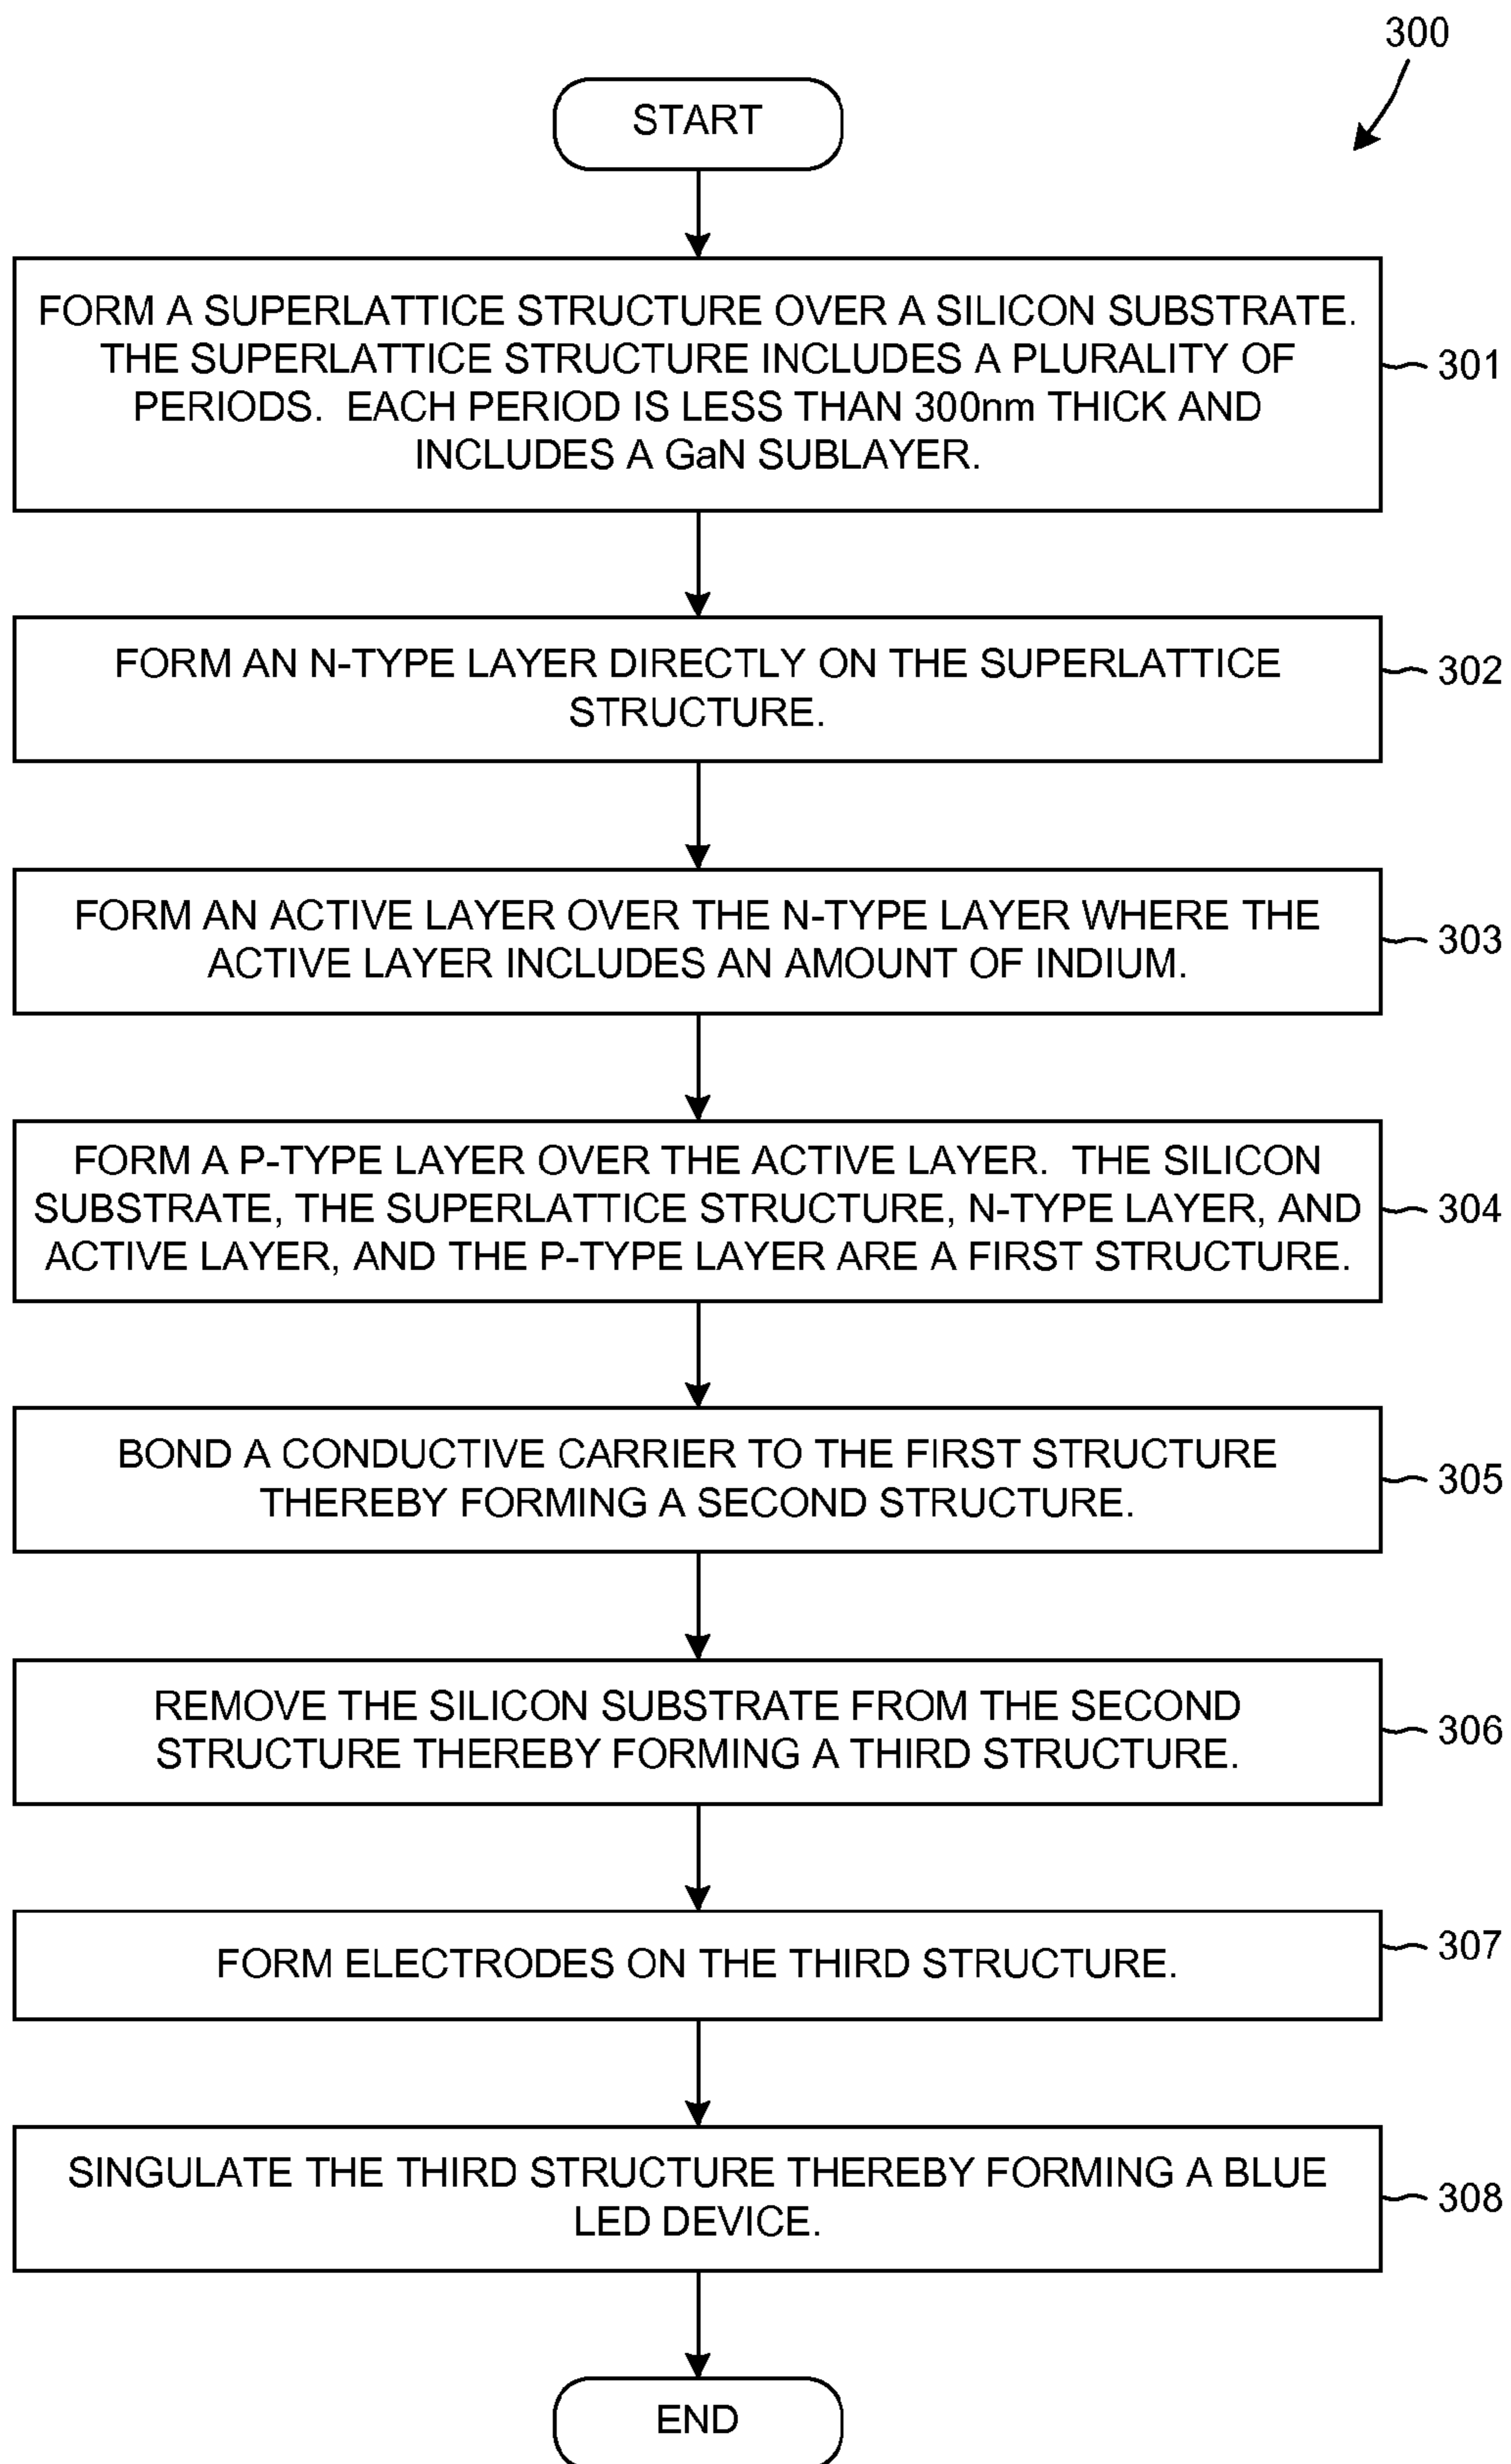 300
START
FORM A SUPERLATTICE STRUCTURE OVER A SILICON SUBSTRATE.
THE SUPERLATTICE STRUCTURE INCLUDES A PLURALITY OF
PERIODS. EACH PERIOD IS LESS THAN 300nm THICK AND
INCLUDES A GaN SUBLAYER.
301
FORM AN N-TYPE LAYER DIRECTLY ON THE SUPERLATTICE
STRUCTURE.
302
FORM AN ACTIVE LAYER OVER THE N-TYPE LAYER WHERE THE
ACTIVE LAYER INCLUDES AN AMOUNT OF INDIUM.
303
FORM A P-TYPE LAYER OVER THE ACTIVE LAYER. THE SILICON
SUBSTRATE, THE SUPERLATTICE STRUCTURE, N-TYPE LAYER, AND
ACTIVE LAYER, AND THE P-TYPE LAYER ARE A FIRST STRUCTURE.
304
BOND A CONDUCTIVE CARRIER TO THE FIRST STRUCTURE
THEREBY FORMING A SECOND STRUCTURE.
305
REMOVE THE SILICON SUBSTRATE FROM THE SECOND
STRUCTURE THEREBY FORMING A THIRD STRUCTURE.
306
FORM ELECTRODES ON THE THIRD STRUCTURE.
307
SINGULATE THE THIRD STRUCTURE THEREBY FORMING A BLUE
LED DEVICE.
308
END